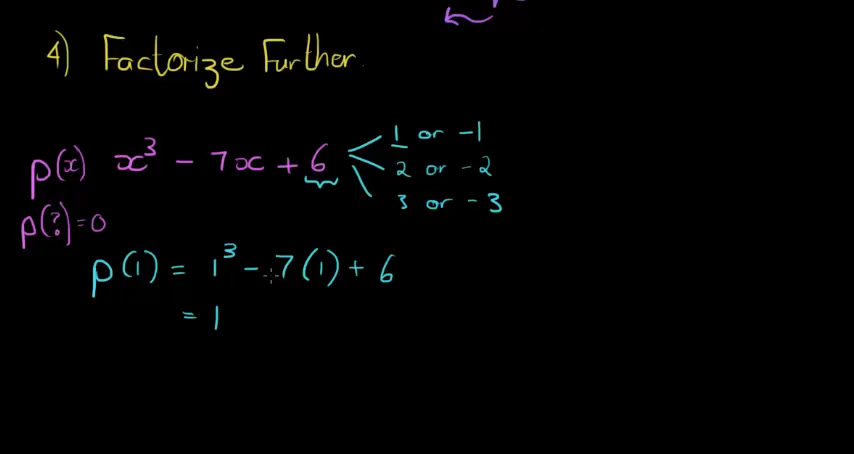 4) Factorize Further.
p(x) x³ - 7x + 6
1 or -1
2 or -2
3 or -3
p(?) = 0
p(1) = 1³ - 7(1) + 6
= 1